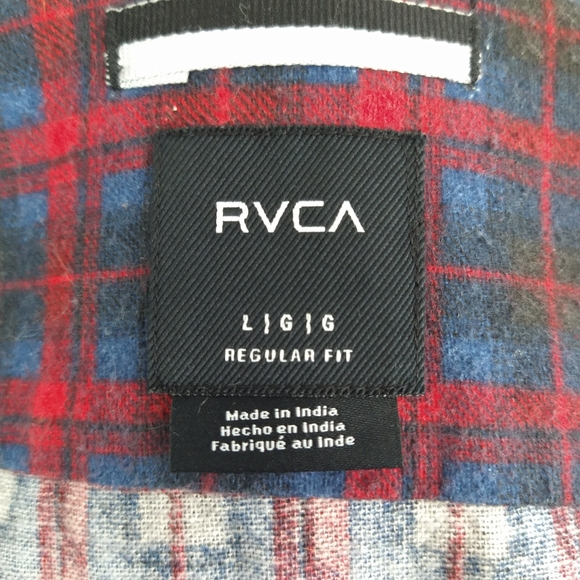 RVCA
L | G | G
REGULAR FIT
Made in India
Hecho en India
Fabriqué au Inde